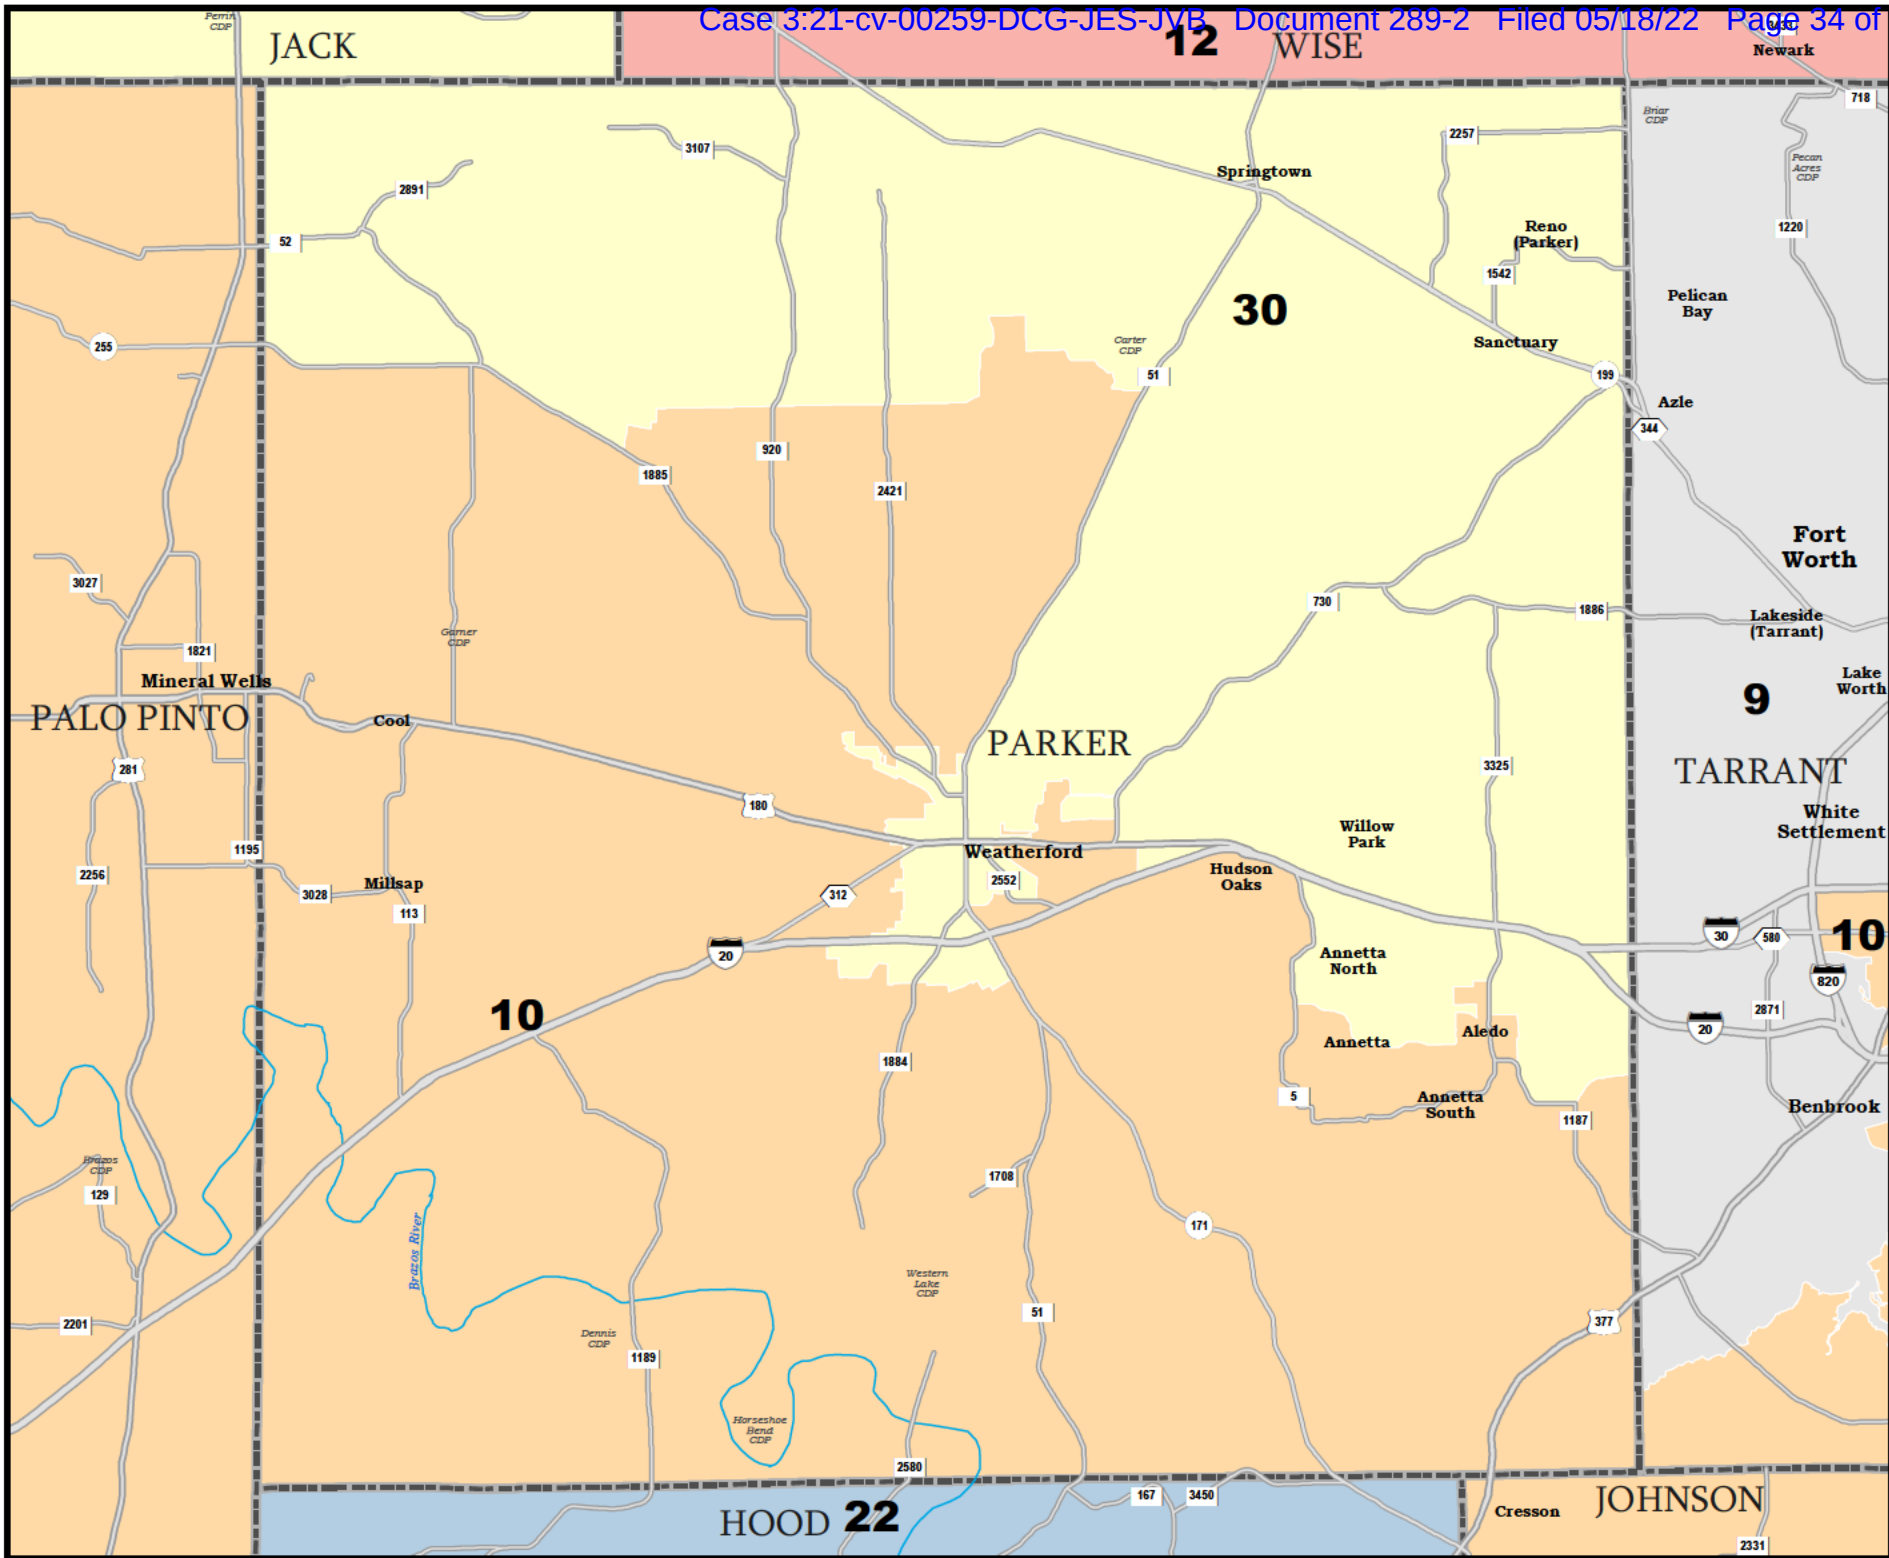 Case 3:21-cv-00259-DCG-JES-JVB Document 289-2 Filed 05/18/22 Page 34 of
Perrin
CDP
JACK
12
WISE
Newark
718
Briar
CDP
2257
3107
Springtown
Pecan
Acres
CDP
2891
1220
Reno
(Parker)
52
1542
Pelican
Bay
30
255
Carter
CDP
Sanctuary
51
199
Azle
344
920
1885
2421
Fort
Worth
3027
730
1886
Lakeside
(Tarrant)
Garner
CDP
1821
Mineral Wells
Lake
Worth
9
PALO PINTO
Cool
PARKER
281
3325
TARRANT
180
White
Settlement
Willow
Park
1195
Weatherford
2256
Hudson
Oaks
2552
Millsap
3028
312
113
30
580
10
20
Annetta
North
820
10
2871
20
Aledo
Annetta
1884
5
Annetta
South
Benbrook
1187
Brazos
CDP
1708
129
171
Brazos River
Western
Lake
CDP
51
2201
377
Dennis
CDP
1189
Horseshoe
Bend
CDP
2580
167
3450
JOHNSON
HOOD
22
Cresson
2331